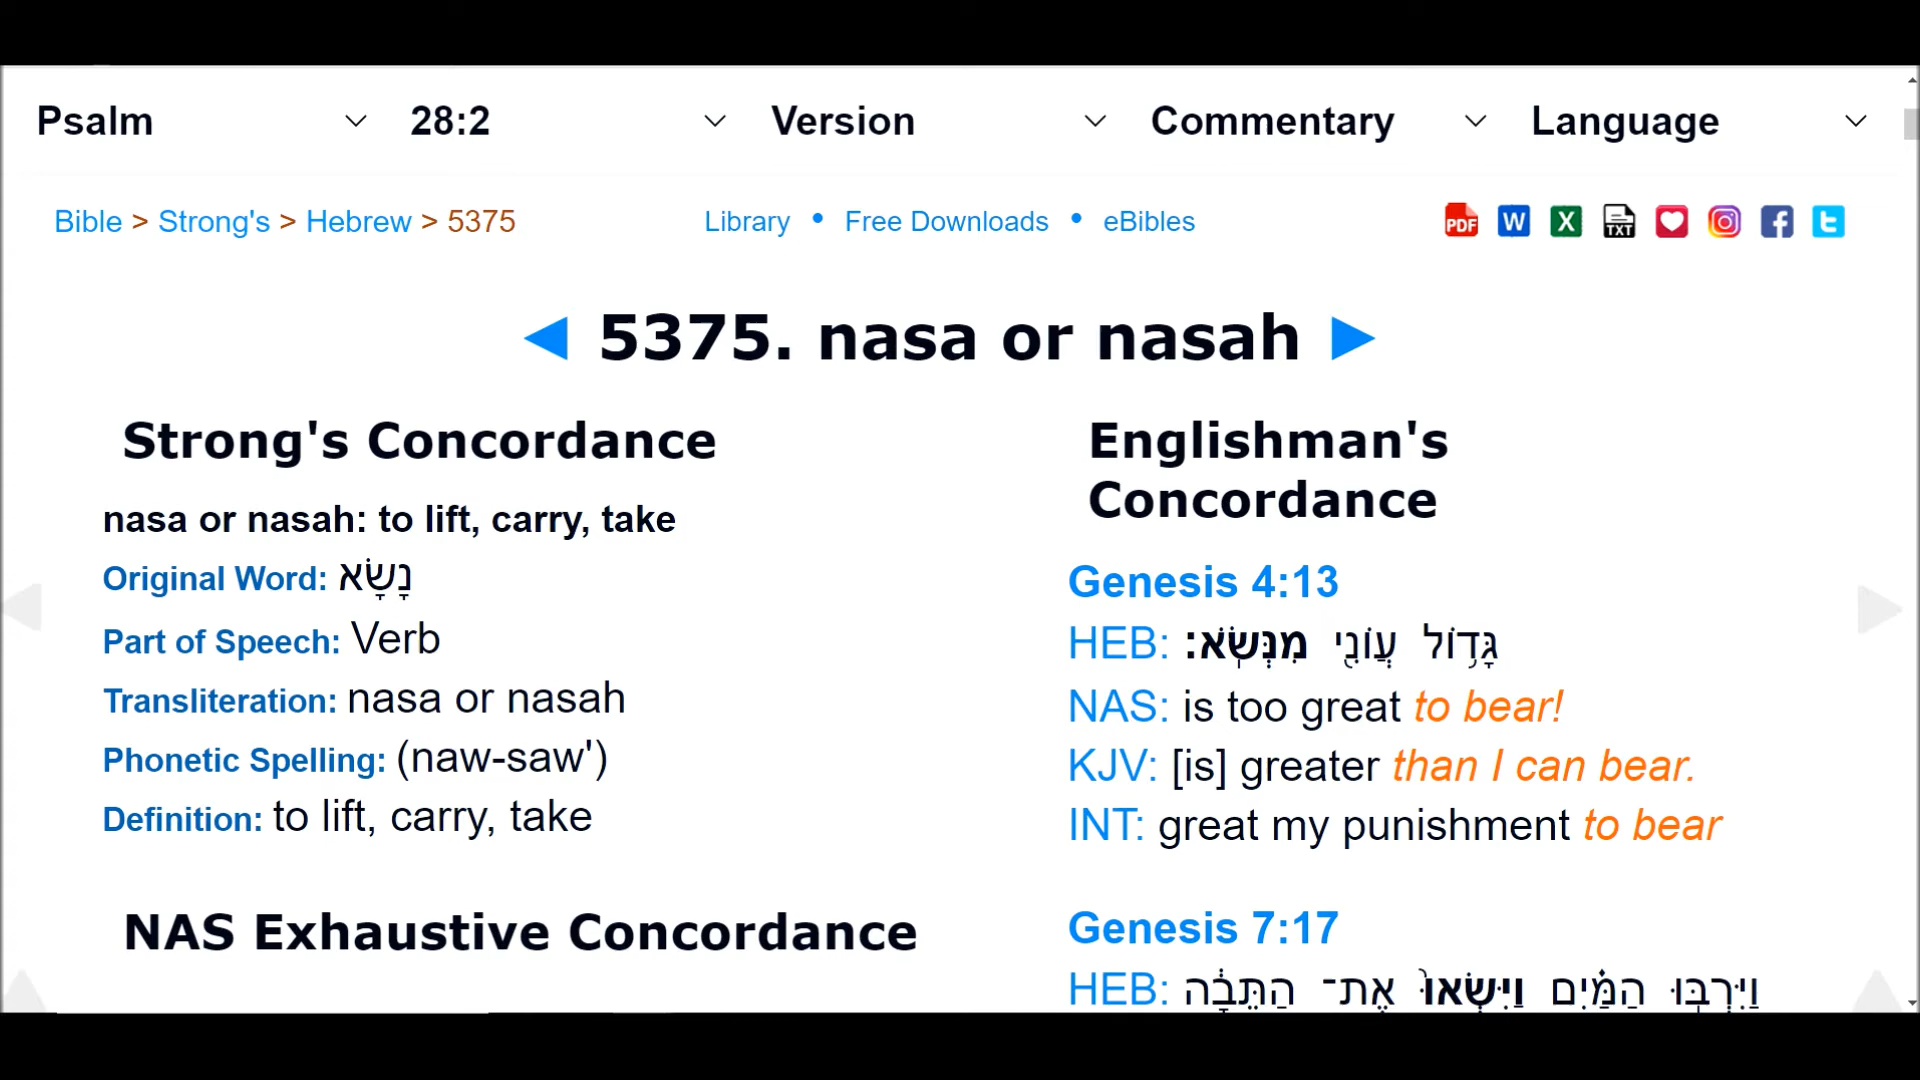 Psalm 28:2 Version Commentary Language
Bible > Strong's > Hebrew > 5375 Library • Free Downloads • eBibles
PDF W X TXT
5375. nasa or nasah
Strong's Concordance
nasa or nasah: to lift, carry, take
Original Word: נָשָׂא
Part of Speech: Verb
Transliteration: nasa or nasah
Phonetic Spelling: (naw-saw')
Definition: to lift, carry, take
NAS Exhaustive Concordance
Englishman's
Concordance
Genesis 4:13
HEB: גָּד֥וֹל עֲוֺנִ֖י מִנְּשֹֽׂא׃
NAS: is too great to bear!
KJV: [is] greater than I can bear.
INT: great my punishment to bear
Genesis 7:17
HEB: וַיִּרְבּ֣וּ הַמַּ֗יִם וַיִּשְׂאוּ֙ אֶת־ הַתֵּבָ֔ה